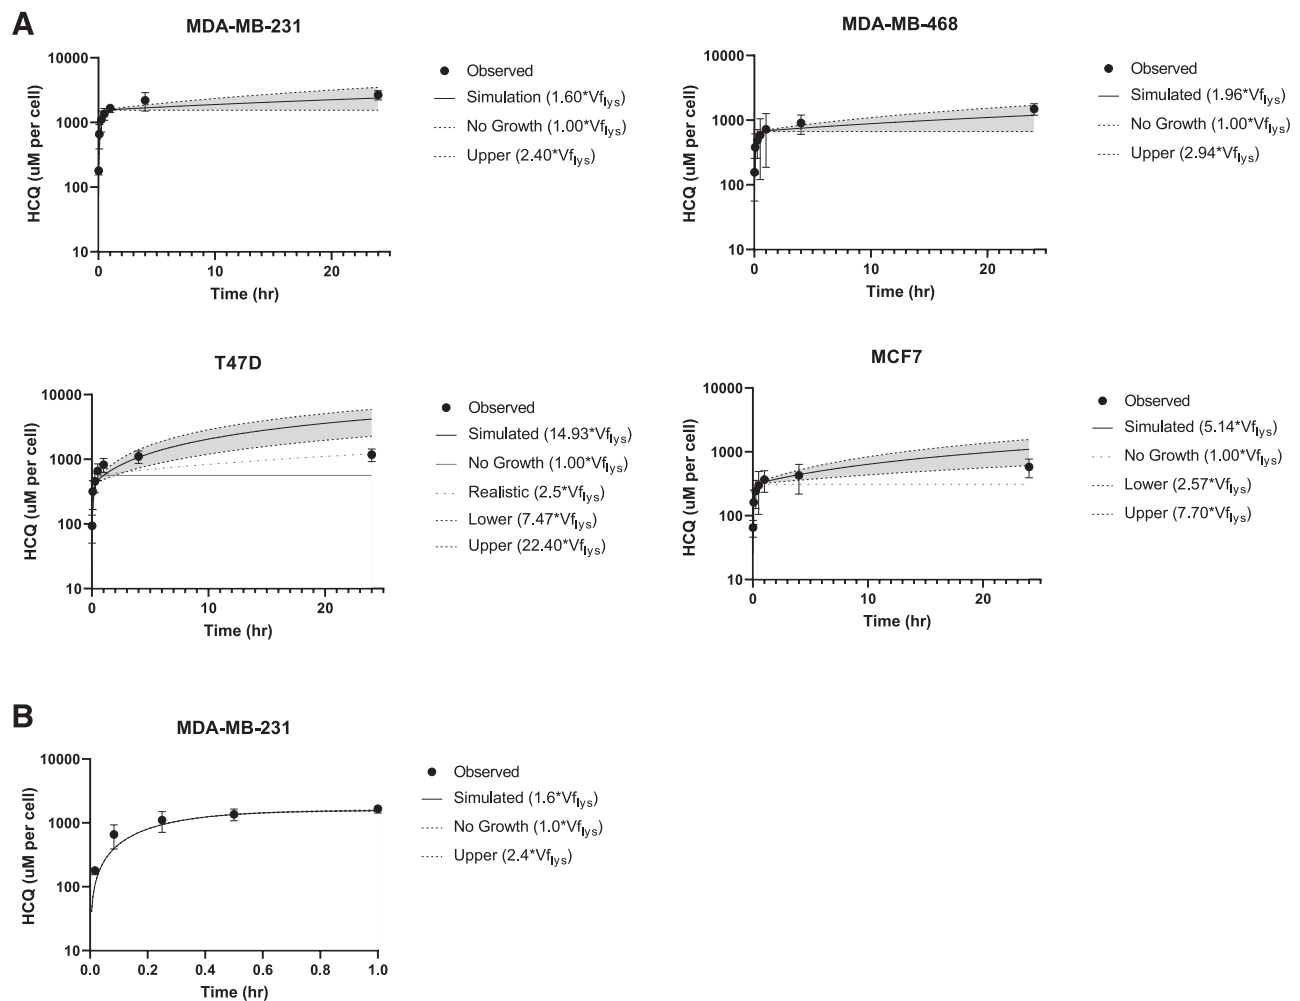 A
MDA-MB-231
HCQ (uM per cell)
10000
1000
100
10
0
10
20
Time (hr)
Observed
Simulation (1.60*Vflys)
No Growth (1.00*Vflys)
Upper (2.40*Vflys)
MDA-MB-468
HCQ (uM per cell)
10000
1000
100
10
0
10
20
Time (hr)
Observed
Simulated (1.96*Vflys)
No Growth (1.00*Vflys)
Upper (2.94*Vflys)
T47D
HCQ (uM per cell)
10000
1000
100
10
0
10
20
Time (hr)
Observed
Simulated (14.93*Vflys)
No Growth (1.00*Vflys)
Realistic (2.5*Vflys)
Lower (7.47*Vflys)
Upper (22.40*Vflys)
MCF7
HCQ (uM per cell)
10000
1000
100
10
0
10
20
Time (hr)
Observed
Simulated (5.14*Vflys)
No Growth (1.00*Vflys)
Lower (2.57*Vflys)
Upper (7.70*Vflys)
B
MDA-MB-231
HCQ (uM per cell)
10000
1000
100
10
0.0
0.2
0.4
0.6
0.8
1.0
Time (hr)
Observed
Simulated (1.6*Vflys)
No Growth (1.0*Vflys)
Upper (2.4*Vflys)